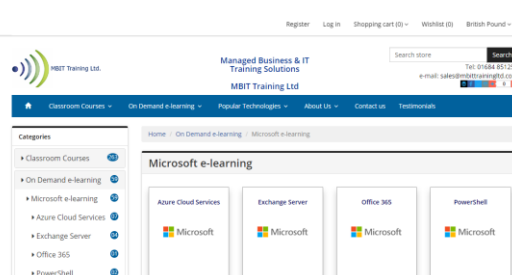 Register Log in Shopping cart (0) Wishlist (0) British Pound
MBIT Training Ltd.
Managed Business & IT
Training Solutions
MBIT Training Ltd
Search store
Search
Tel: 01684 8512
e-mail: sales@mbittrainingltd.co
Classroom Courses On Demand e-learning Popular Technologies About Us Contact us Testimonials
Categories
Home / On Demand e-learning / Microsoft e-learning
Classroom Courses
On Demand e-learning
Microsoft e-learning
Azure Cloud Services
Exchange Server
Office 365
PowerShell
Microsoft e-learning
Azure Cloud Services
Exchange Server
Office 365
PowerShell
Microsoft
Microsoft
Microsoft
Microsoft